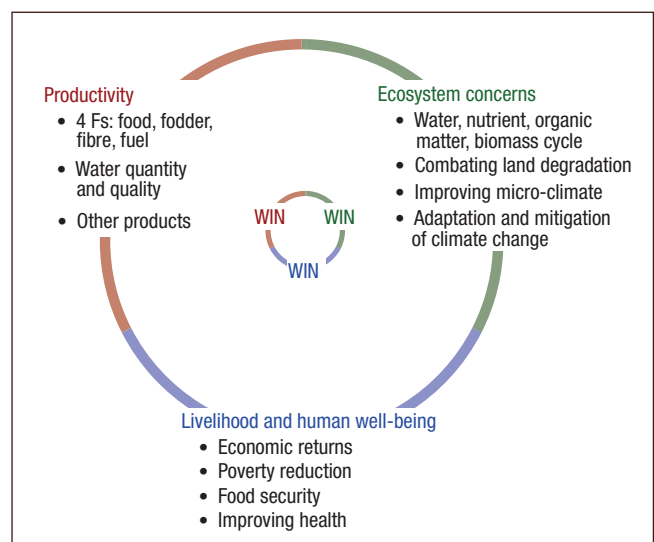 Productivity
• 4 Fs: food, fodder,
fibre, fuel
• Water quantity
and quality
• Other products
Ecosystem concerns
• Water, nutrient, organic
matter, biomass cycle
• Combating land degradation
• Improving micro-climate
• Adaptation and mitigation
of climate change
WIN WIN
WIN
Livelihood and human well-being
• Economic returns
• Poverty reduction
• Food security
• Improving health